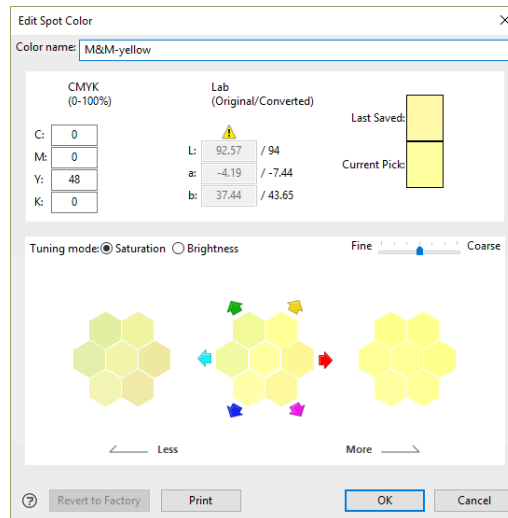 Edit Spot Color
Color name: M&M-yellow
CMYK
(0-100%)
Lab
(Original/Converted)
C: 0
M: 0
Y: 48
K: 0
L: 92.57 / 94
a: -4.19 / -7.44
b: 37.44 / 43.65
Last Saved:
Current Pick:
Tuning mode: Saturation Brightness
Fine Coarse
Less More
? Revert to Factory Print OK Cancel